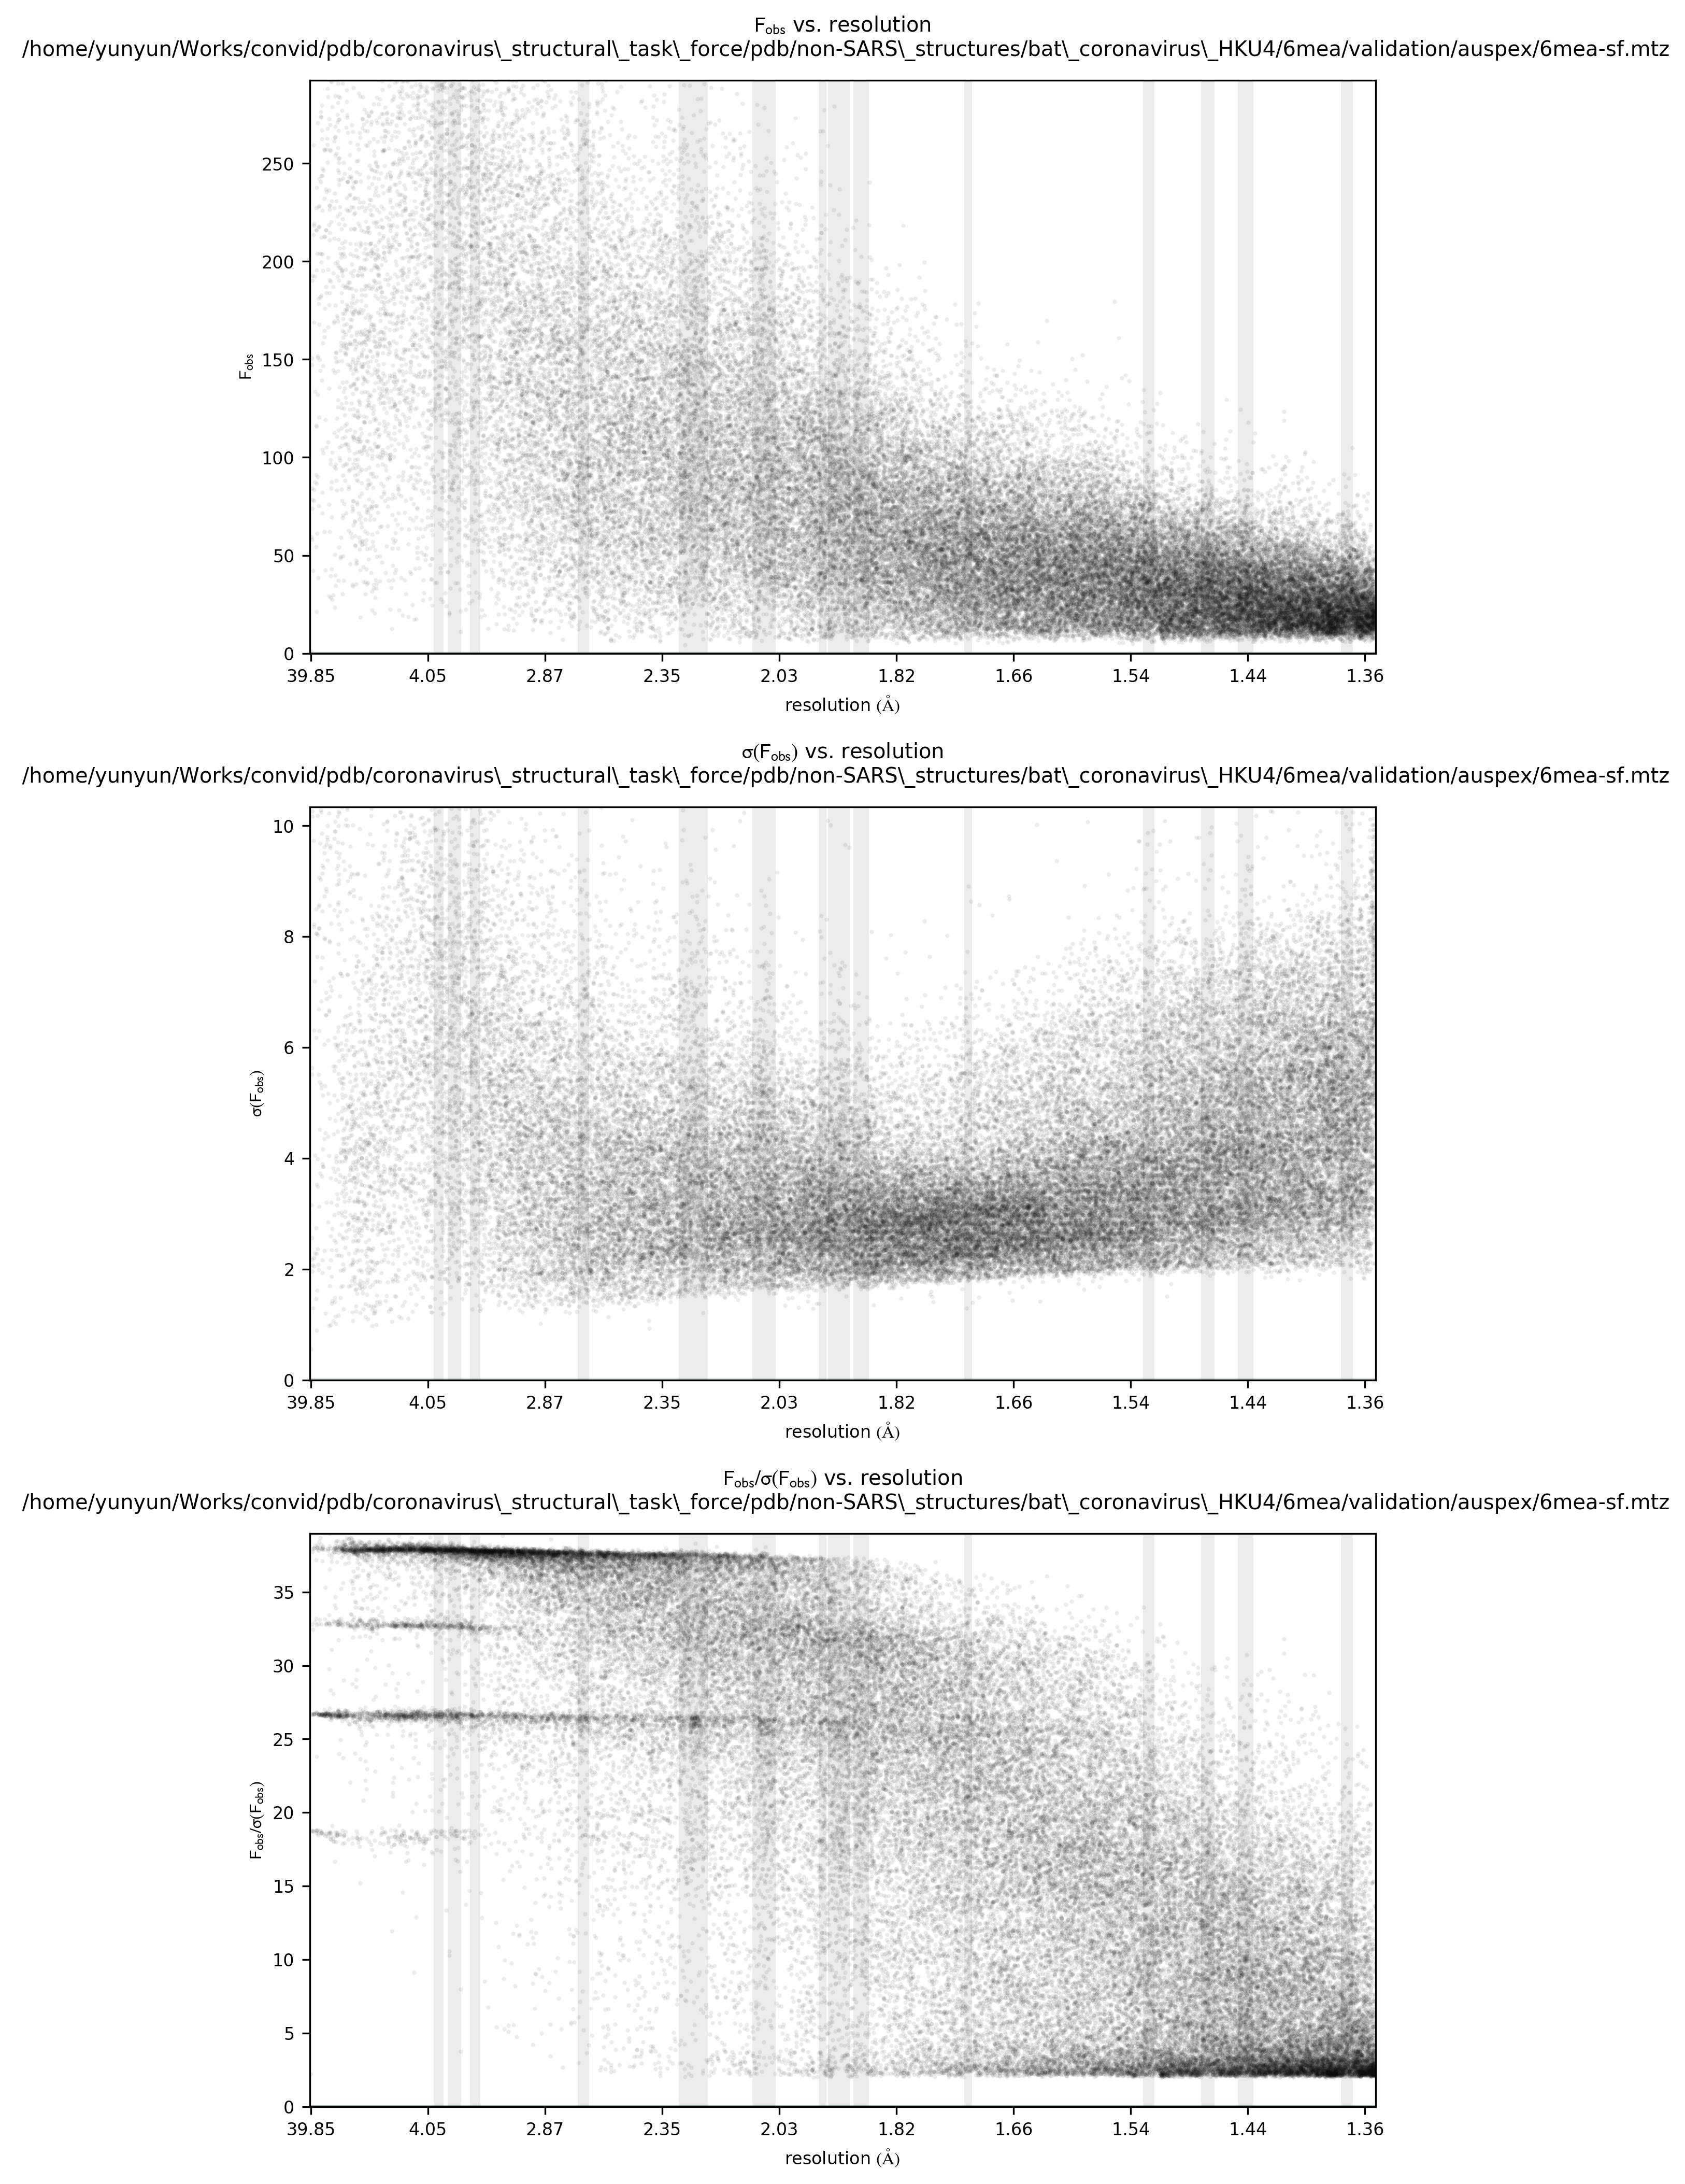 Fobs vs. resolution
/home/yunyun/Works/convid/pdb/coronavirus\_structural\_task\_force/pdb/non-SARS\_structures/bat\_coronavirus\_HKU4/6mea/validation/auspex/6mea-sf.mtz
Fobs
250
200
150
100
50
0
39.85 4.05 2.87 2.35 2.03 1.82 1.66 1.54 1.44 1.36
resolution (Å)
σ(Fobs) vs. resolution
/home/yunyun/Works/convid/pdb/coronavirus\_structural\_task\_force/pdb/non-SARS\_structures/bat\_coronavirus\_HKU4/6mea/validation/auspex/6mea-sf.mtz
σ(Fobs)
10
8
6
4
2
0
39.85 4.05 2.87 2.35 2.03 1.82 1.66 1.54 1.44 1.36
resolution (Å)
Fobs/σ(Fobs) vs. resolution
/home/yunyun/Works/convid/pdb/coronavirus\_structural\_task\_force/pdb/non-SARS\_structures/bat\_coronavirus\_HKU4/6mea/validation/auspex/6mea-sf.mtz
Fobs/σ(Fobs)
35
30
25
20
15
10
5
0
39.85 4.05 2.87 2.35 2.03 1.82 1.66 1.54 1.44 1.36
resolution (Å)